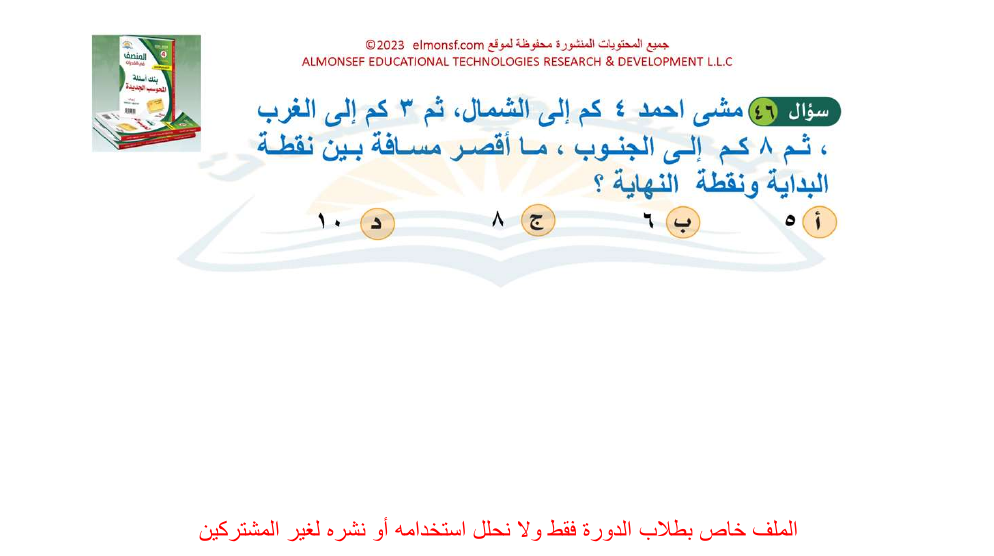 جميع المحتويات المنشورة محفوظة لموقع elmonsf.com ©2023
ALMONSEF EDUCATIONAL TECHNOLOGIES RESEARCH & DEVELOPMENT L.L.C
المنصف
بنك أسئلة
المحوسب الجديدة
سؤال ٤٦ مشى احمد ٤ كم إلى الشمال، ثم ٣ كم إلى الغرب
، ثم ٨ كم إلى الجنوب ، ما أقصر مسافة بين نقطة
البداية ونقطة النهاية ؟
أ ٥ ب ٦ ج ٨ د ١٠
الملف خاص بطلاب الدورة فقط ولا نحلل استخدامه أو نشره لغير المشتركين